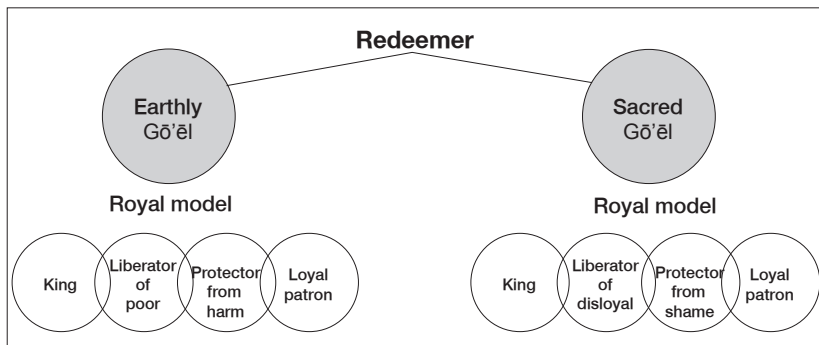 Redeemer
Earthly
Gō’ēl
Sacred
Gō’ēl
Royal model
Royal model
King
Liberator
of
poor
Protector
from
harm
Loyal
patron
King
Liberator
of
disloyal
Protector
from
shame
Loyal
patron